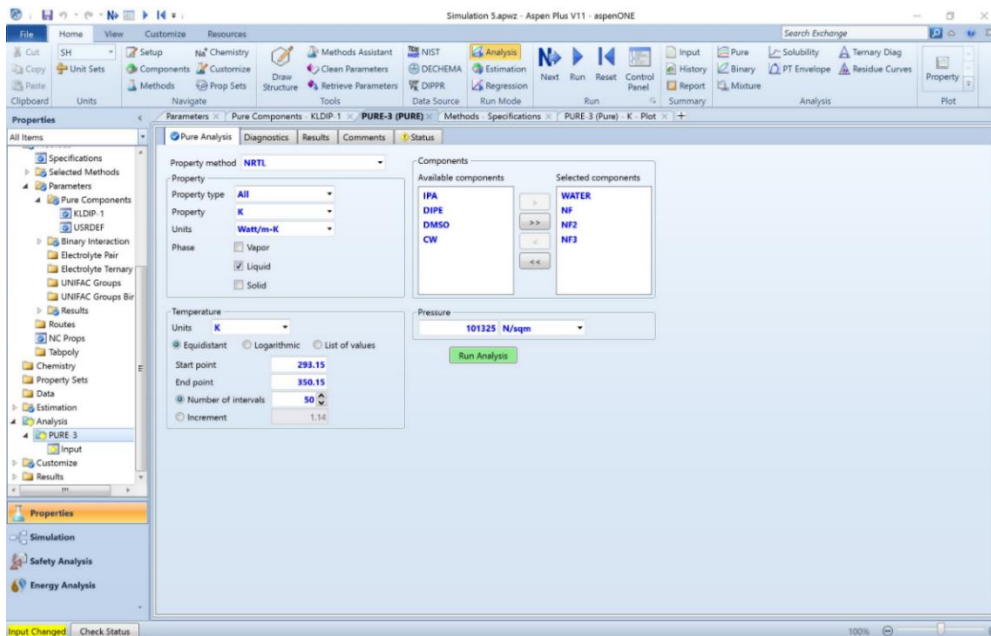 Simulation 5.apwz - Aspen Plus V11 - aspenONE
File Home View Customize Resources Search Exchange
Cut SH Setup Na⁺ Chemistry Methods Assistant NIST Analysis Input Pure Solubility Ternary Diag
Copy Unit Sets Components Customize Clean Parameters DECHEMA Estimation History Binary PT Envelope Residue Curves
Paste Methods Prop Sets Draw Structure Retrieve Parameters DIPPR Regression Next Run Reset Control Panel Report Mixture Property
Clipboard Units Navigate Tools Data Source Run Mode Run Summary Analysis Plot
Properties
Parameters Pure Components - KLDIP-1 PURE-3 (PURE) Methods - Specifications PURE-3 (Pure) - K - Plot +
All Items
Specifications
Selected Methods
Parameters
Pure Components
KLDIP-1
USRDEF
Binary Interaction
Electrolyte Pair
Electrolyte Ternary
UNIFAC Groups
UNIFAC Groups Bir
Results
Routes
NC Props
Tabpoly
Chemistry
Property Sets
Data
Estimation
Analysis
PURE-3
Input
Customize
Results
Properties
Simulation
Safety Analysis
Energy Analysis
Pure Analysis Diagnostics Results Comments Status
Property method NRTL
Property
Property type All
Property K
Units Watt/m-K
Phase Vapor
Liquid
Solid
Components
Available components Selected components
IPA WATER
DIPE NF
DMSO NF2
CW NF3
>
>>
<
<<
Temperature
Units K
Equidistant Logarithmic List of values
Start point 293.15
End point 350.15
Number of intervals 50
Increment 1.14
Pressure
101325 N/sqm
Run Analysis
Input Changed Check Status 100%